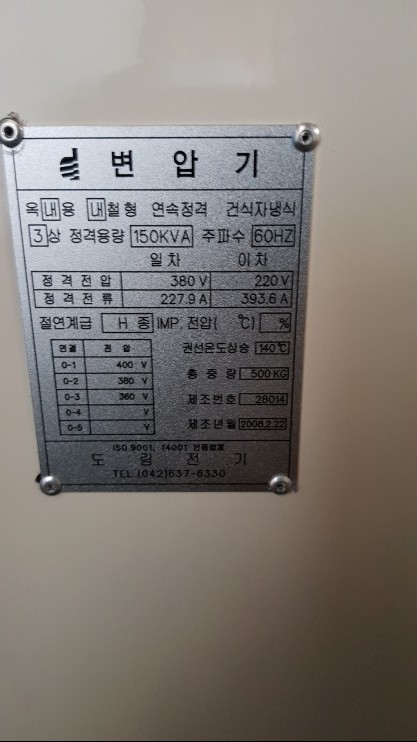 변 압 기
옥 내 용 내 철형 연속정격 건식자냉식
3 상 정격용량 150KVA 주파수 60HZ
일 차 이 차
정 격 전 압 380 V 220 V
정 격 전 류 227.9 A 393.6 A
절연계급 H 종 IMP. 전압( ℃) %
연결 전 압 권선온도상승 140℃
0-1 400 V
0-2 380 V 총 중 량 500 KG
0-3 360 V 제조번호 28014
0-4 V
0-5 V 제조년월 2008.2.22
ISO 9001, 14001 인증업체
도 림 전 기
TEL (042)637-6330